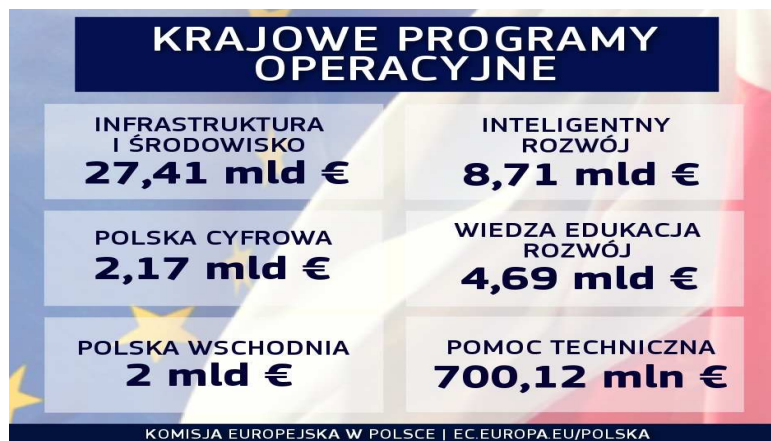 KRAJOWE PROGRAMY
OPERACYJNE
INFRASTRUKTURA
I ŚRODOWISKO
27,41 mld €
INTELIGENTNY
ROZWÓJ
8,71 mld €
POLSKA CYFROWA
2,17 mld €
WIEDZA EDUKACJA
ROZWÓJ
4,69 mld €
POLSKA WSCHODNIA
2 mld €
POMOC TECHNICZNA
700,12 mln €
KOMISJA EUROPEJSKA W POLSCE | EC.EUROPA.EU/POLSKA